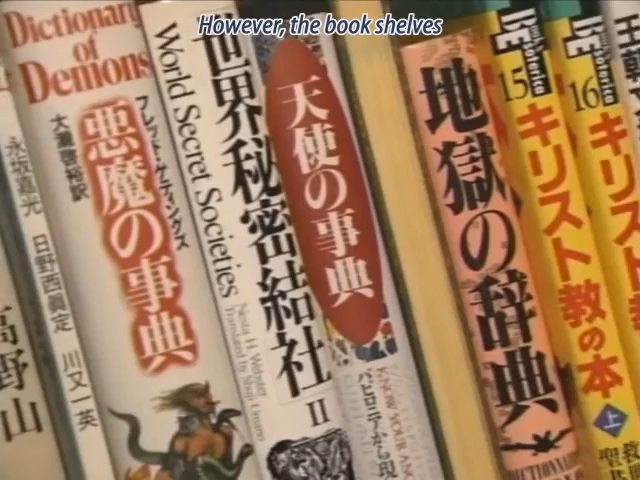 However, the book shelves
永坂嘉光 日野西眞定 川又一英
高野山
Dictionary
of
Demons
フレッド・ゲティングズ
大瀧啓裕訳
悪魔の事典
World Secret Societies
世界秘密結社 II
Nesta H. Webster
天使の事典
バビロニアから現
地獄の辞典
15
キリスト教の本
上
16
キリスト教